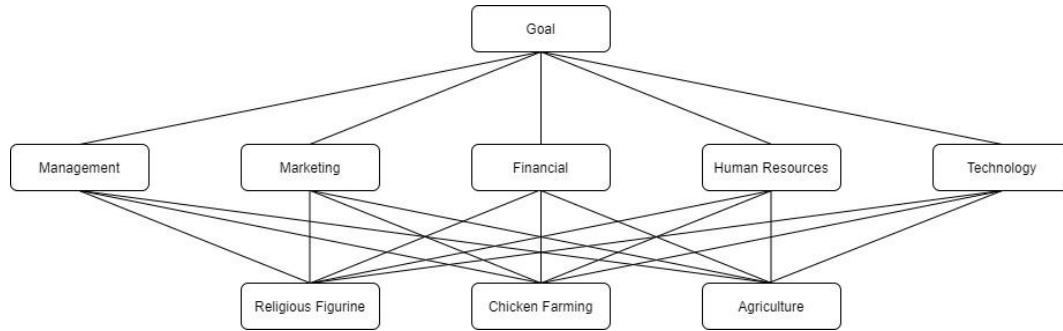 Goal
Management
Marketing
Financial
Human Resources
Technology
Religious Figurine
Chicken Farming
Agriculture